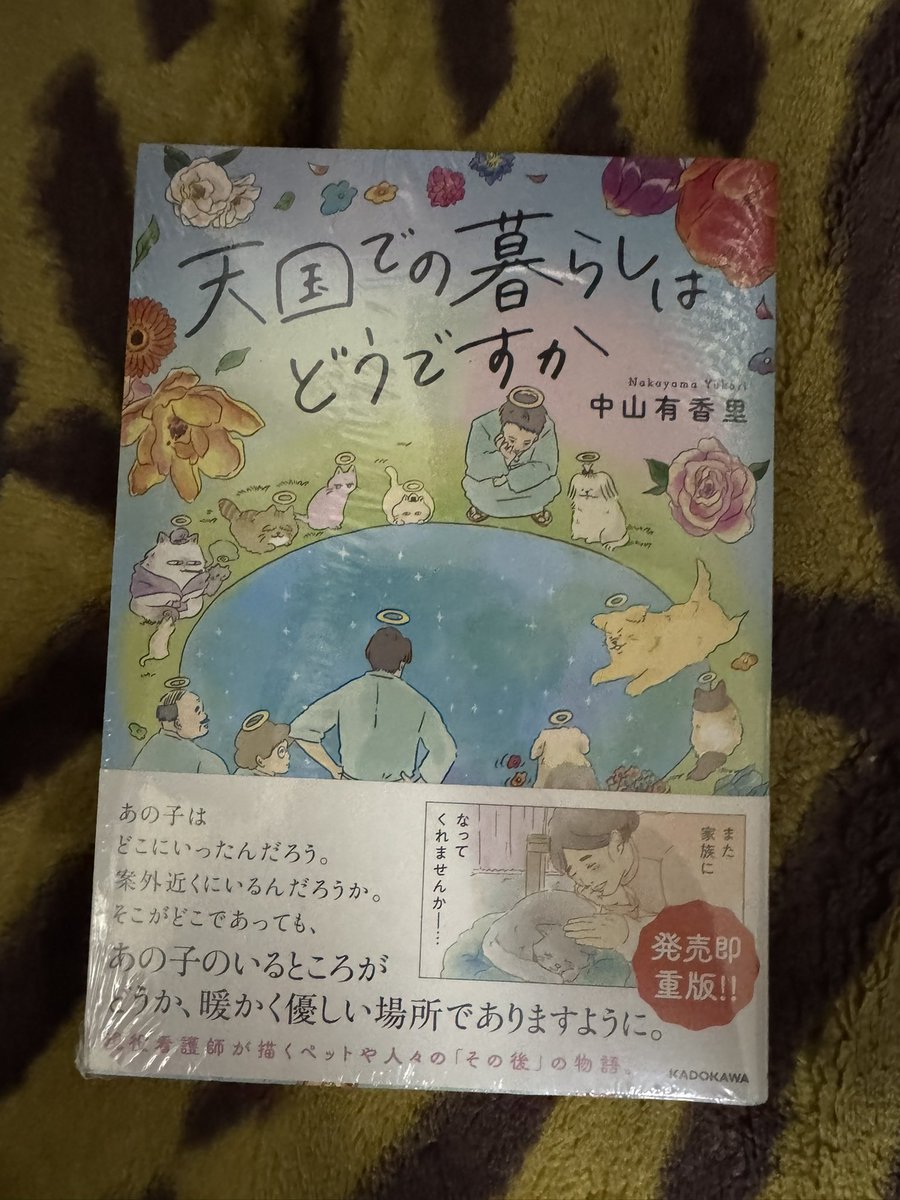 天国での暮らしは
どうですか
Nakayama Yukari
中山有香里
あの子は
どこにいったんだろう。
案外近くにいるんだろうか。
そこがどこであっても、
あの子のいるところが
どうか、暖かく優しい場所でありますように。
また
家族に
なって
くれませんかー…
発売即
重版!!
現役看護師が描くペットや人々の「その後」の物語。
KADOKAWA